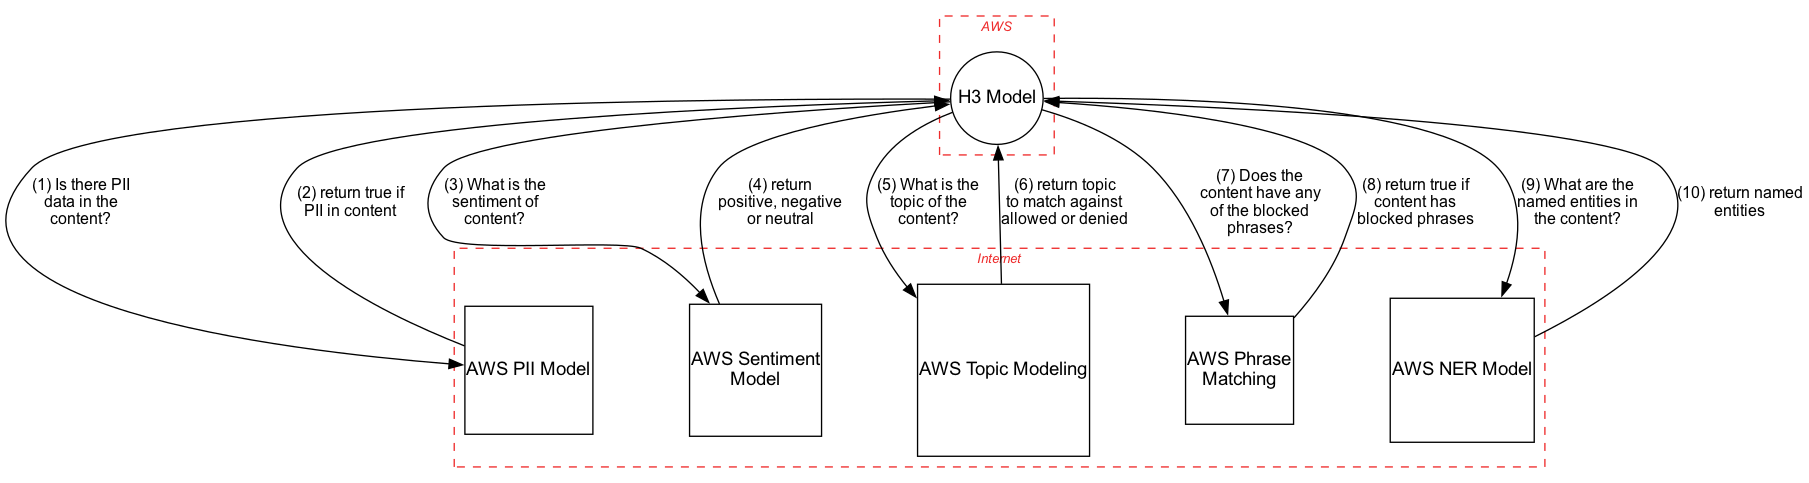 AWS
H3 Model
(1) Is there PII
data in the
content?
(2) return true if
PII in content
(3) What is the
sentiment of
content?
(4) return
positive, negative
or neutral
(5) What is the
topic of the
content?
(6) return topic
to match against
allowed or denied
(7) Does the
content have any
of the blocked
phrases?
(8) return true if
content has
blocked phrases
(9) What are the
named entities in
the content?
(10) return named
entities
Internet
AWS PII Model
AWS Sentiment
Model
AWS Topic Modeling
AWS Phrase
Matching
AWS NER Model